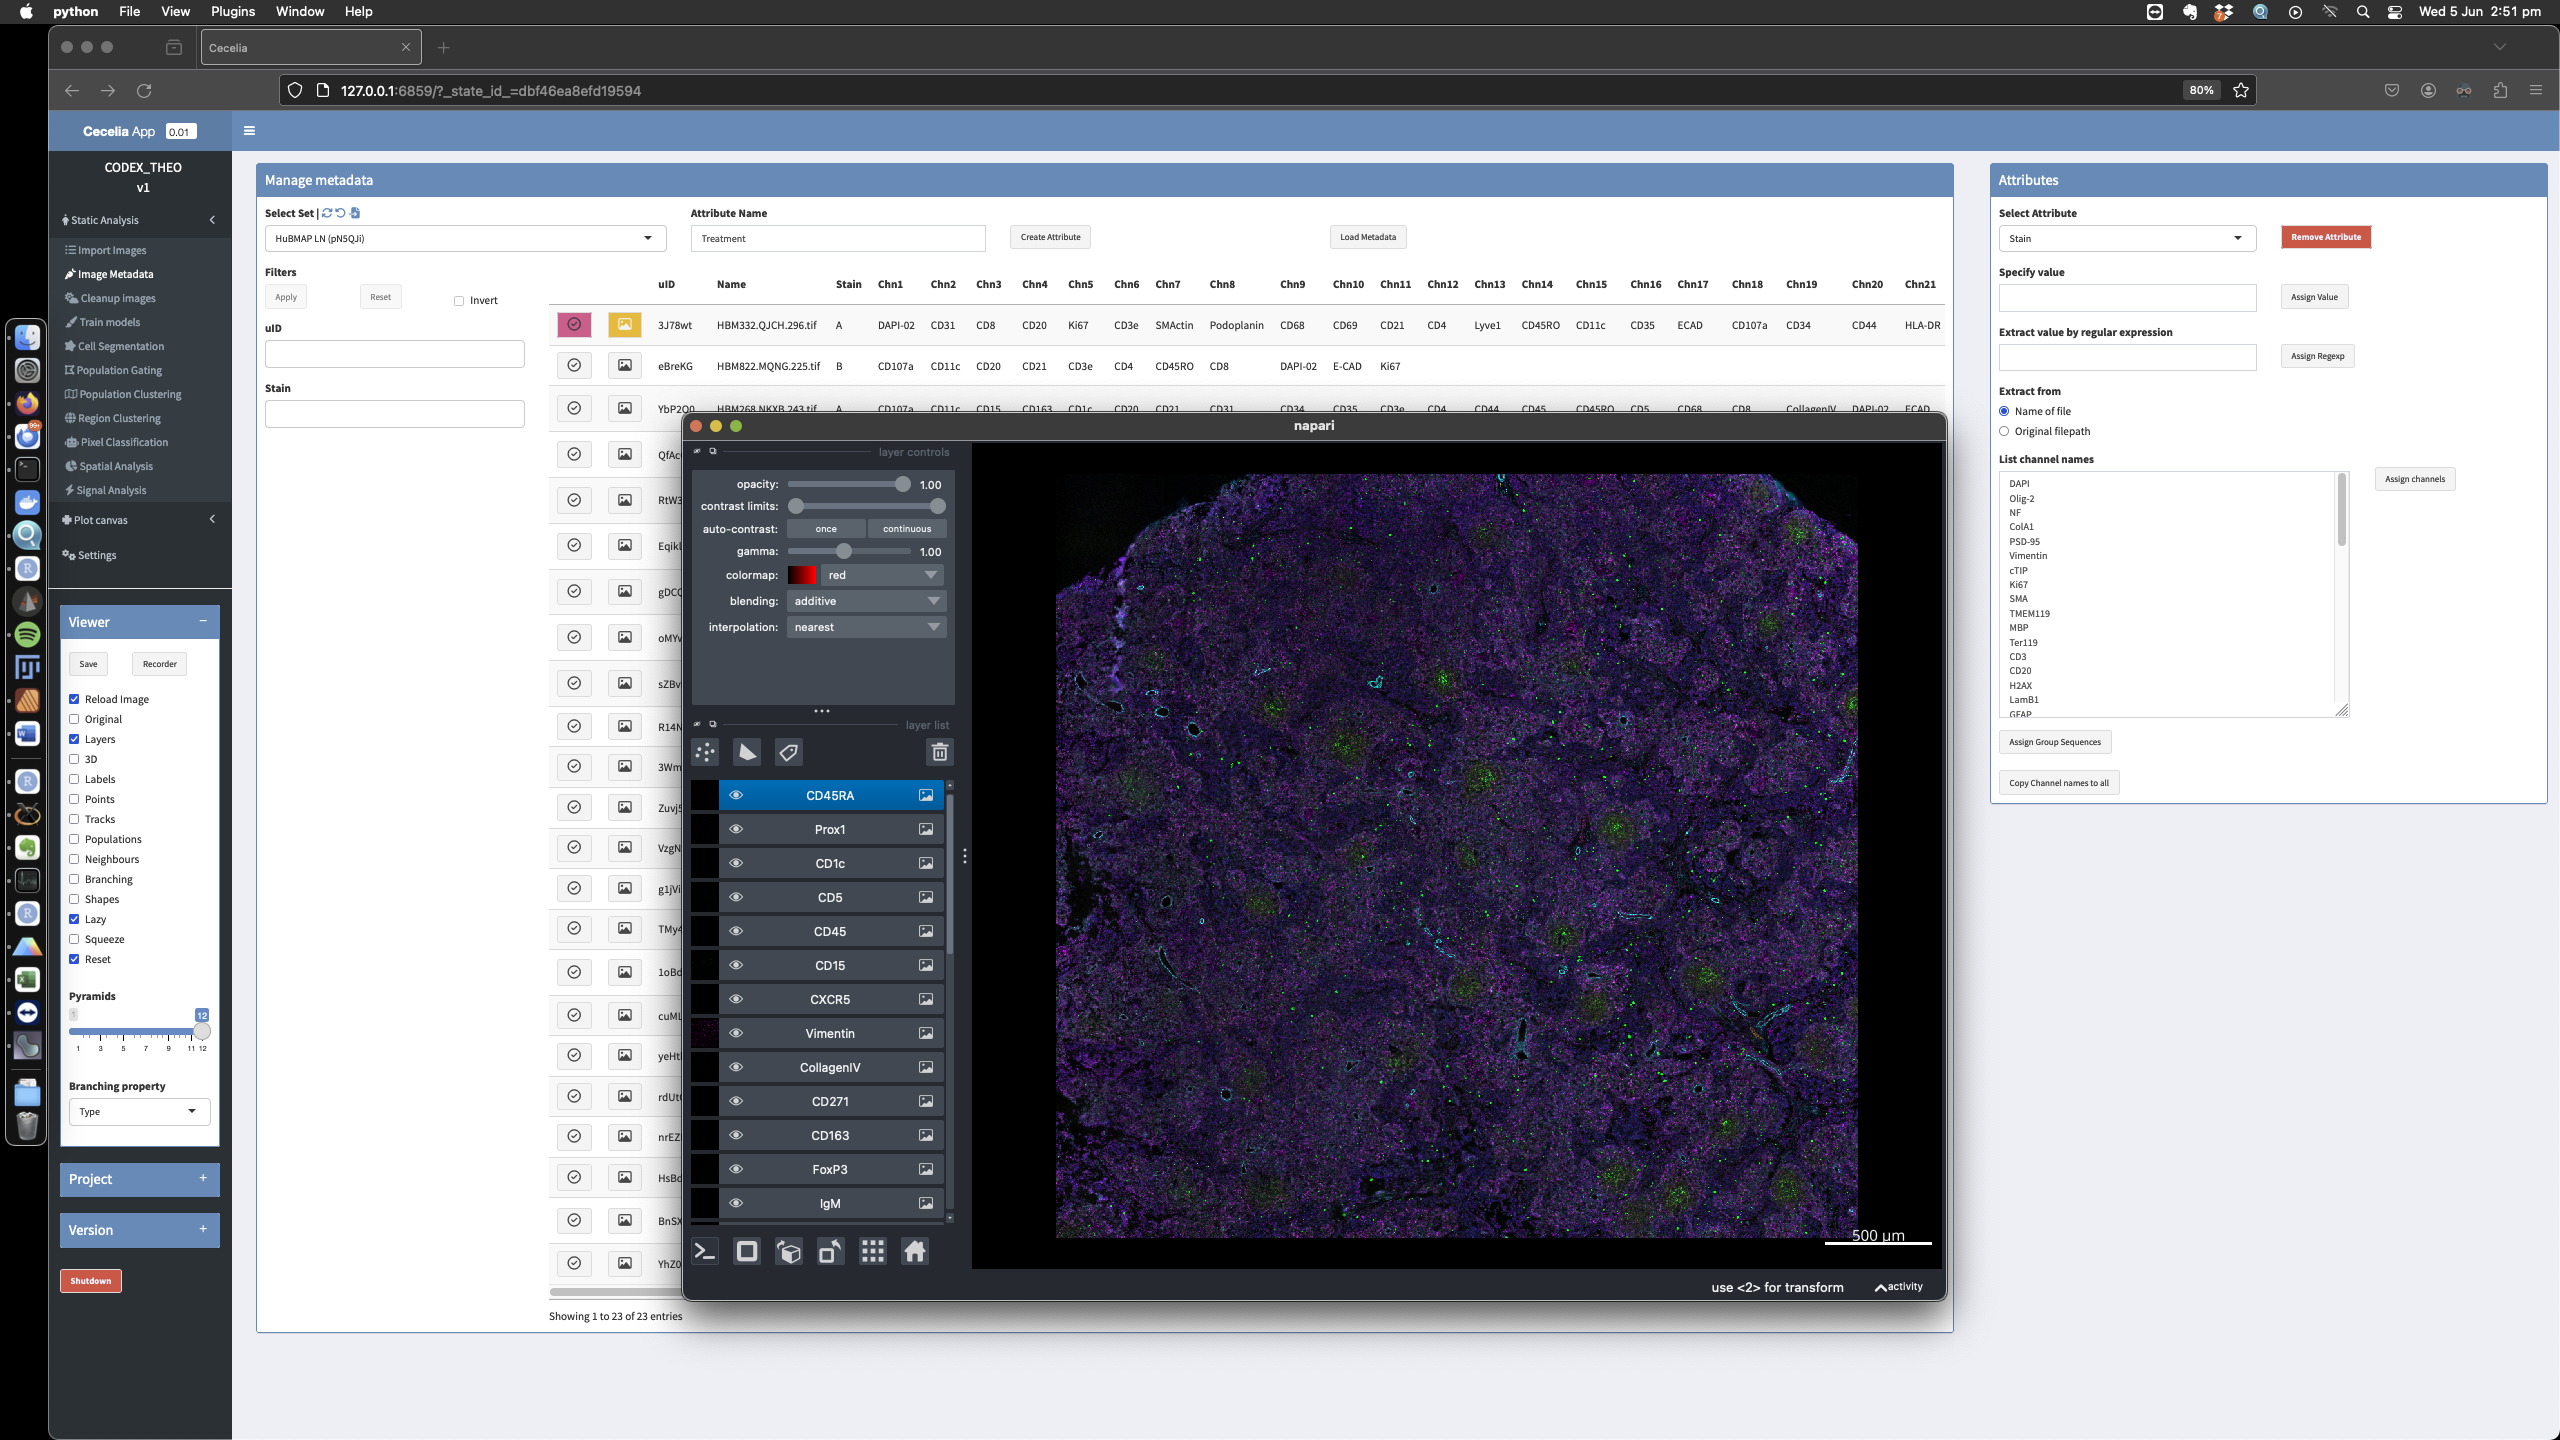 python File View Plugins Window Help
Wed 5 Jun 2:51 pm
Cecelia
127.0.0.1:6859/?_state_id_=dbf46ea8efd19594
80%
Cecelia App 0.01
CODEX_THEO
v1
Static Analysis
Import Images
Image Metadata
Cleanup images
Train models
Cell Segmentation
Population Gating
Population Clustering
Region Clustering
Pixel Classification
Spatial Analysis
Signal Analysis
Plot canvas
Settings
Viewer
Save Recorder
Reload Image
Original
Layers
3D
Labels
Points
Tracks
Populations
Neighbours
Branching
Shapes
Lazy
Squeeze
Reset
Pyramids
1 12
1 3 5 7 9 11 12
Branching property
Type
Project
Version
Shutdown
Manage metadata
Select Set |
HuBMAP LN (pN5QJi)
Attribute Name
Treatment
Create Attribute
Load Metadata
Filters
Apply Reset Invert
uID
Stain
uID Name Stain Chn1 Chn2 Chn3 Chn4 Chn5 Chn6 Chn7 Chn8 Chn9 Chn10 Chn11 Chn12 Chn13 Chn14 Chn15 Chn16 Chn17 Chn18 Chn19 Chn20 Chn21
3J78wt HBM332.QJCH.296.tif A DAPI-02 CD31 CD8 CD20 Ki67 CD3e SMActin Podoplanin CD68 CD69 CD21 CD4 Lyve1 CD45RO CD11c CD35 ECAD CD107a CD34 CD44 HLA-DR
eBreKG HBM822.MQNG.225.tif B CD107a CD11c CD20 CD21 CD3e CD4 CD45RO CD8 DAPI-02 E-CAD Ki67
YbP2O0 HBM268.NKXB.243.tif A CD107a CD11c CD15 CD163 CD1c CD20 CD21 CD31 CD34 CD35 CD3e CD4 CD44 CD45 CD45RO CD5 CD68 CD8 CollagenIV DAPI-02 ECAD
RtW3
gDCC
R14N
3Wm
Zuvj5
VzgN
g1jVi
TMy4
cuML
YhZ0
Showing 1 to 23 of 23 entries
napari
layer controls
opacity: 1.00
contrast limits:
auto-contrast: once continuous
gamma: 1.00
colormap: red
blending: additive
interpolation: nearest
layer list
CD45RA
Prox1
CD1c
CD5
CD45
CD15
CXCR5
Vimentin
CollagenIV
CD271
CD163
FoxP3
IgM
500 µm
use <2> for transform activity
Attributes
Select Attribute
Stain
Remove Attribute
Specify value
Assign Value
Extract value by regular expression
Assign Regexp
Extract from
Name of file
Original filepath
List channel names
DAPI
Olig-2
NF
ColA1
PSD-95
Vimentin
cTIP
Ki67
SMA
TMEM119
MBP
Ter119
CD3
CD20
H2AX
LamB1
GFAP
Assign channels
Assign Group Sequences
Copy Channel names to all